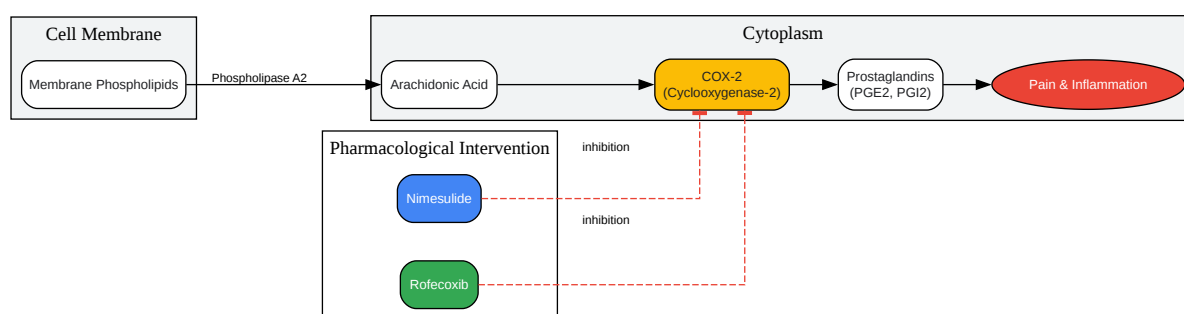 Cell Membrane
Membrane Phospholipids
Phospholipase A2
Cytoplasm
Arachidonic Acid
COX-2
(Cyclooxygenase-2)
Prostaglandins
(PGE2, PGI2)
Pain & Inflammation
Pharmacological Intervention
inhibition
Nimesulide
inhibition
Rofecoxib